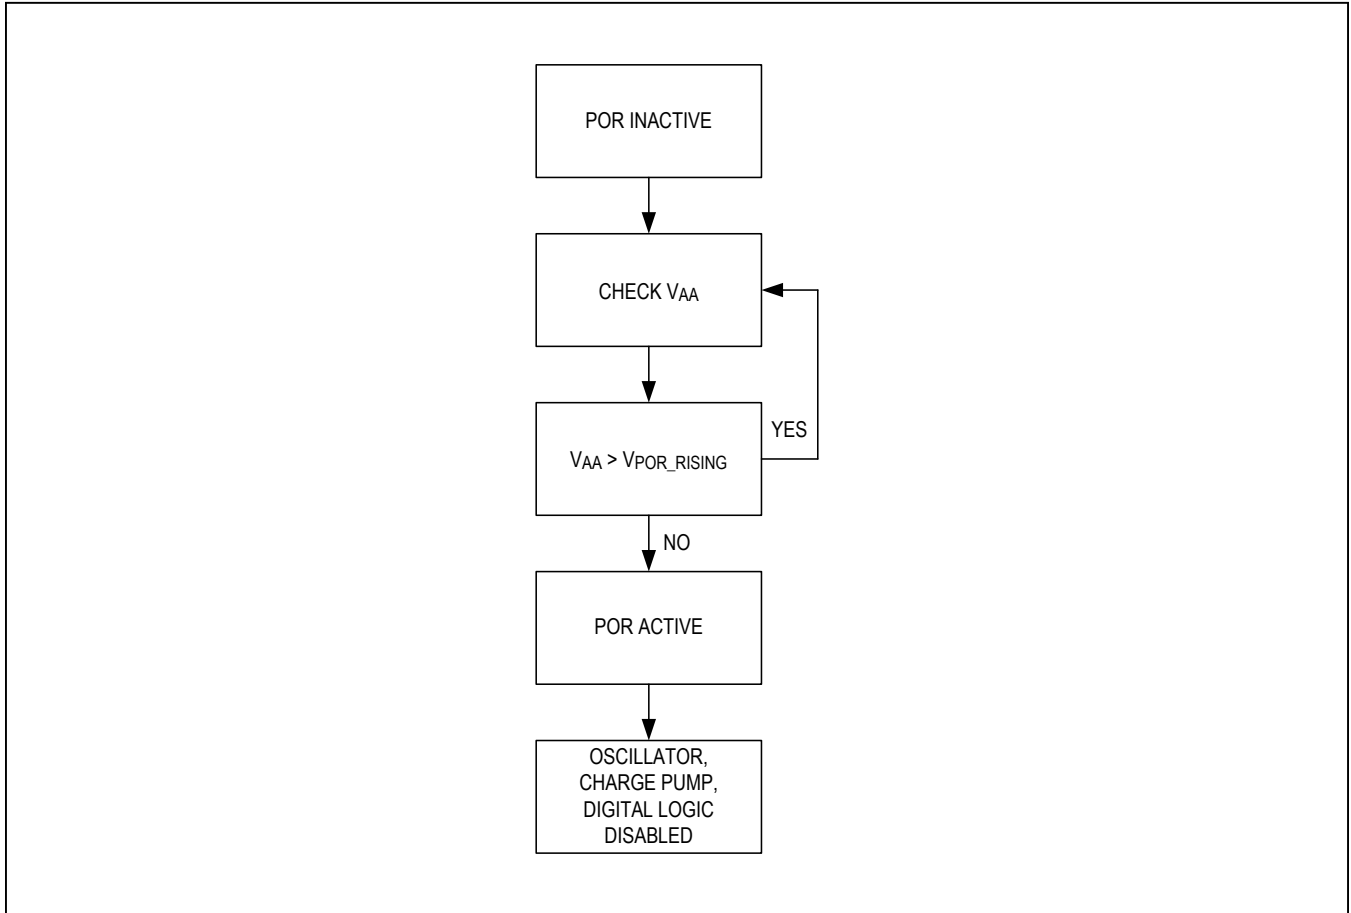 POR INACTIVE
CHECK VAA
YES
VAA > VPOR_RISING
NO
POR ACTIVE
OSCILLATOR,
CHARGE PUMP,
DIGITAL LOGIC
DISABLED